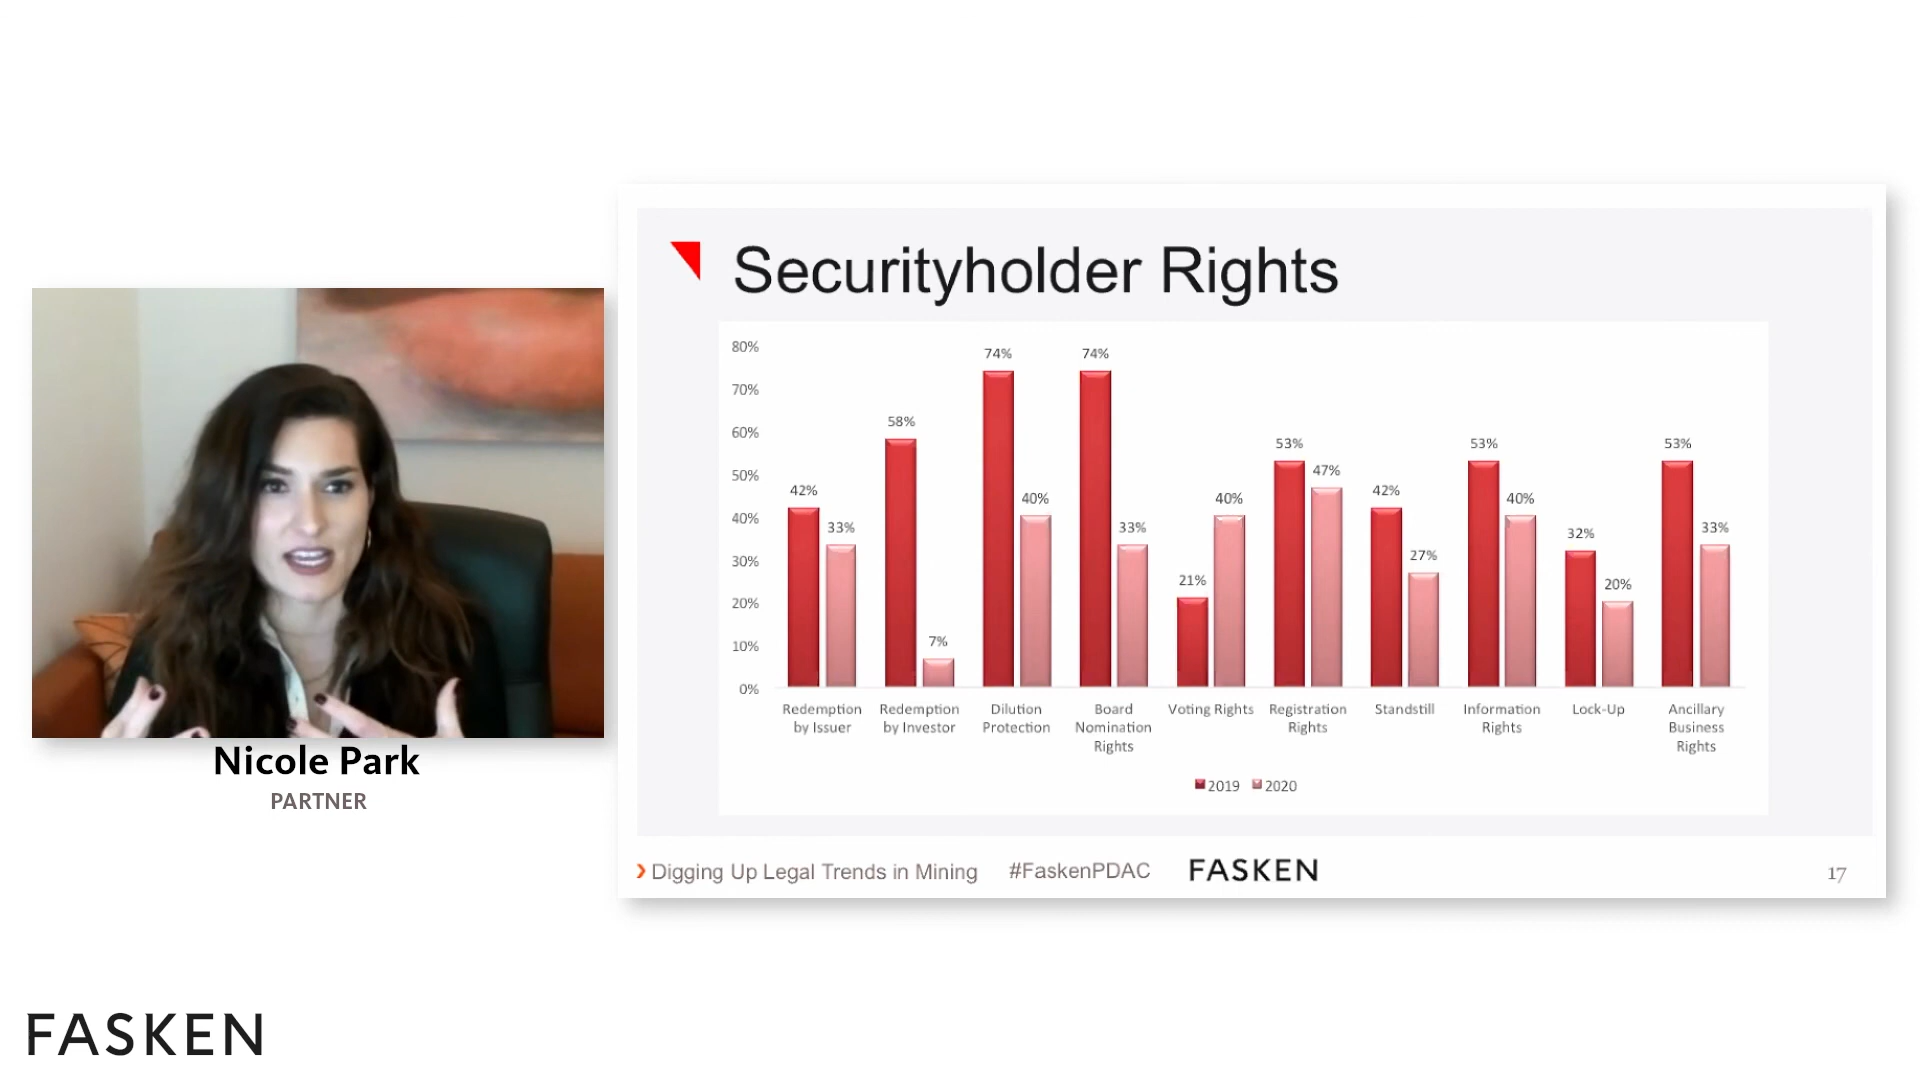 Securityholder Rights
80%
70%
60%
50%
40%
30%
20%
10%
0%
42%
33%
58%
7%
74%
40%
74%
33%
21%
40%
53%
47%
42%
27%
53%
40%
32%
20%
53%
33%
Redemption
by Issuer
Redemption
by Investor
Dilution
Protection
Board
Nomination
Rights
Voting Rights
Registration
Rights
Standstill
Information
Rights
Lock-Up
Ancillary
Business
Rights
2019 2020
Digging Up Legal Trends in Mining #FaskenPDAC FASKEN 17
Nicole Park
PARTNER
FASKEN